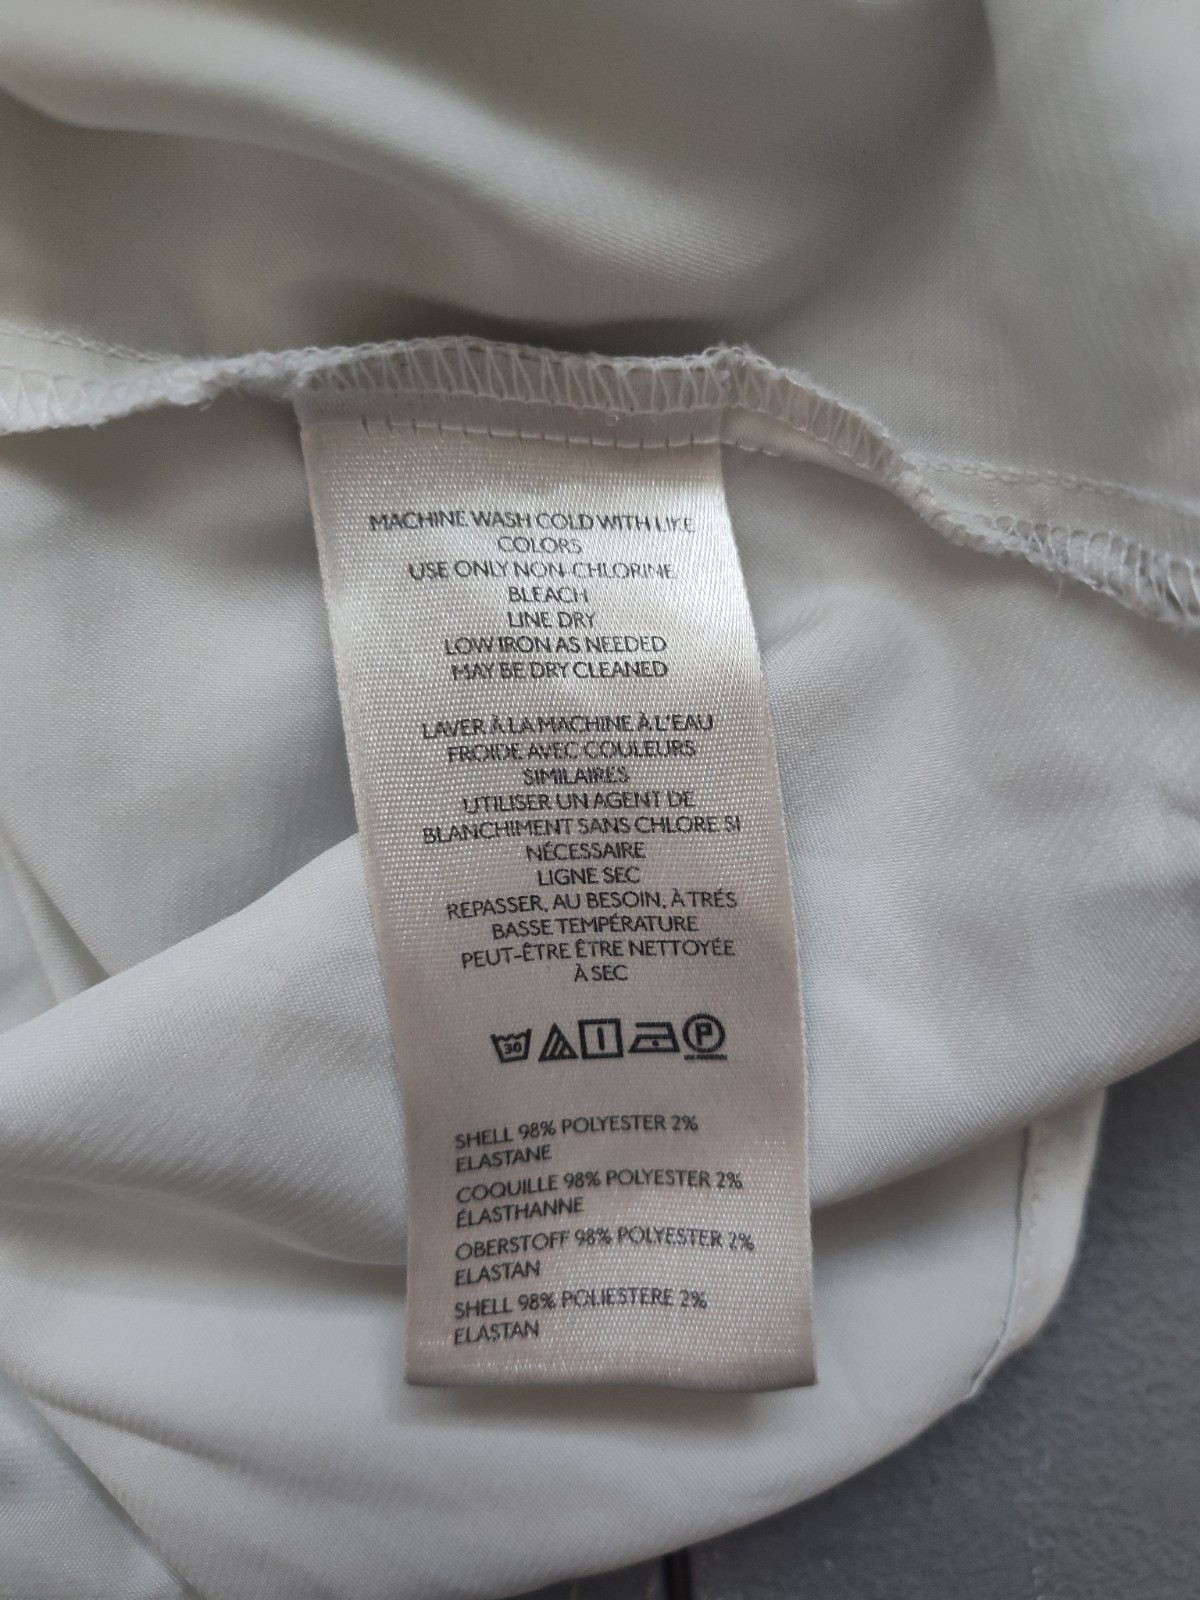 MACHINE WASH COLD WITH LIKE
COLORS
USE ONLY NON-CHLORINE
BLEACH
LINE DRY
LOW IRON AS NEEDED
MAY BE DRY CLEANED
LAVER À LA MACHINE À L'EAU
FROIDE AVEC COULEURS
SIMILAIRES
UTILISER UN AGENT DE
BLANCHIMENT SANS CHLORE SI
NÉCESSAIRE
LIGNE SEC
REPASSER, AU BESOIN, À TRÉS
BASSE TEMPÉRATURE
PEUT-ÊTRE ÊTRE NETTOYÉE
À SEC
30 P
SHELL 98% POLYESTER 2%
ELASTANE
COQUILLE 98% POLYESTER 2%
ÉLASTHANNE
OBERSTOFF 98% POLYESTER 2%
ELASTAN
SHELL 98% POLIESTERE 2%
ELASTAN